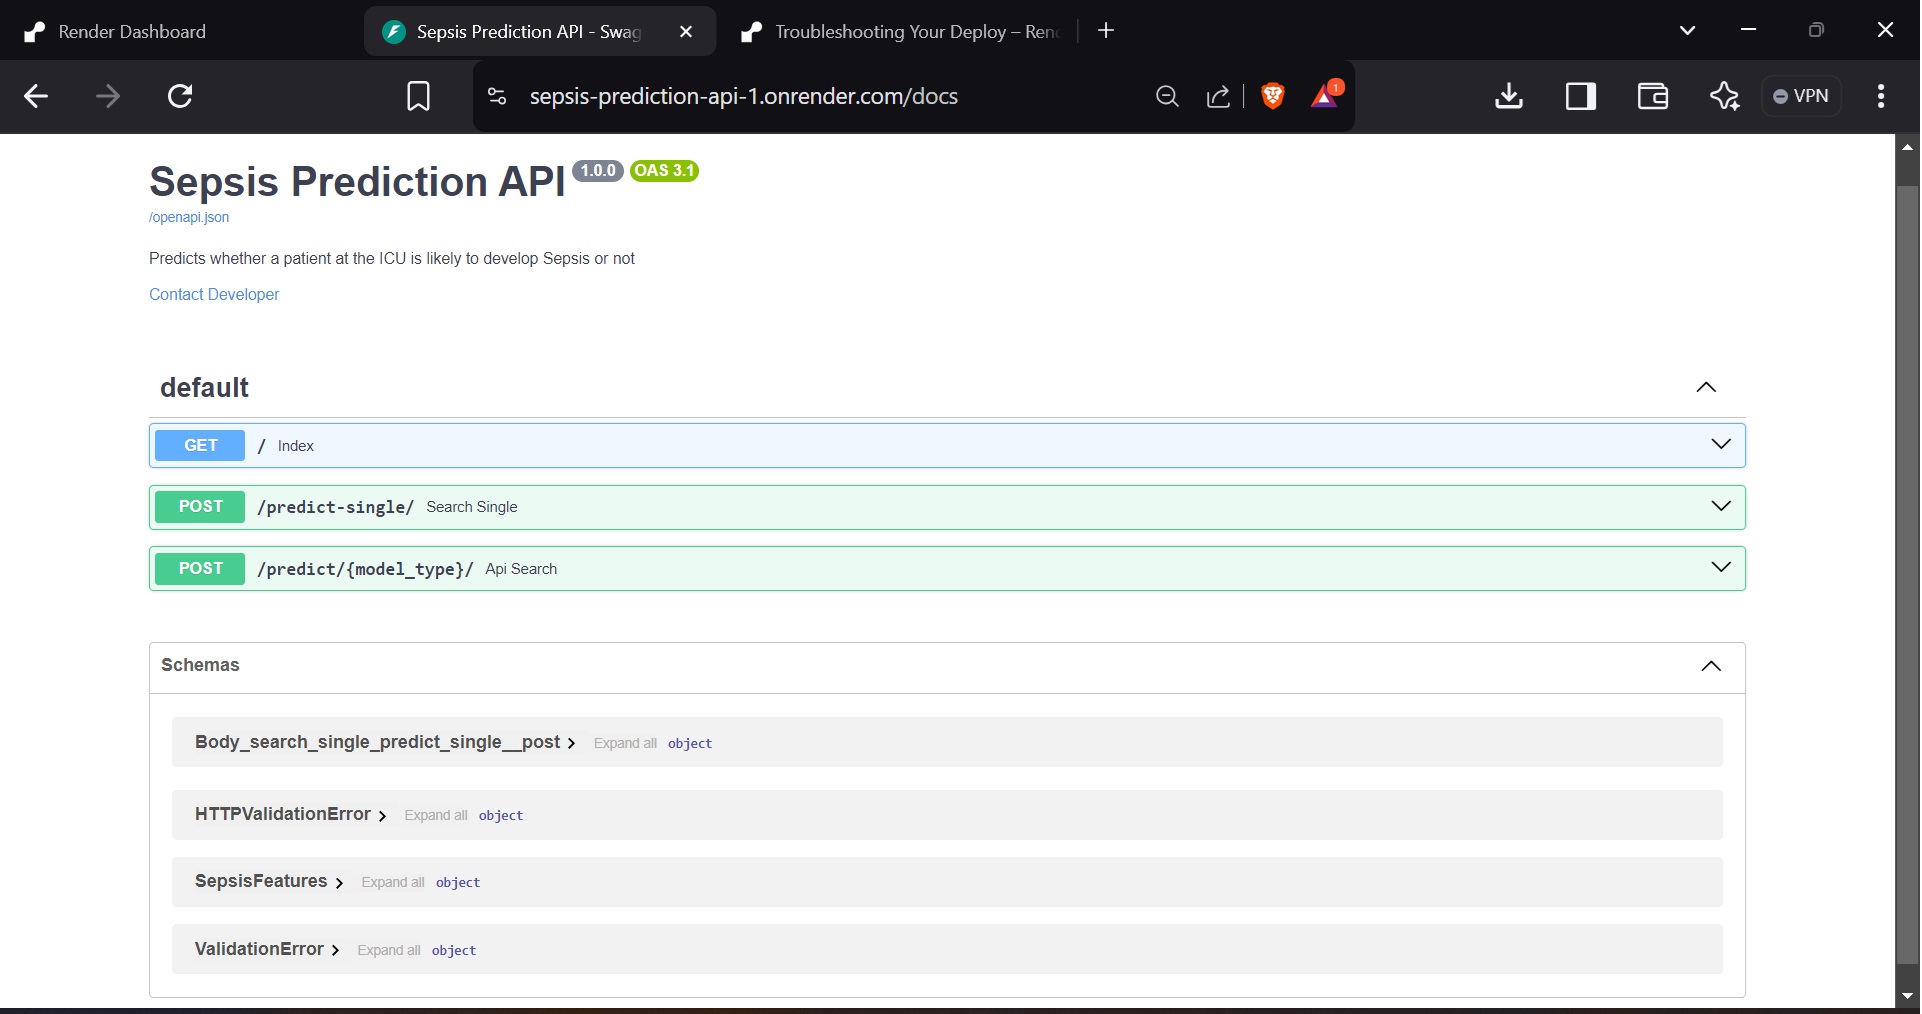 Render Dashboard
Sepsis Prediction API - Swag
Troubleshooting Your Deploy – Ren
sepsis-prediction-api-1.onrender.com/docs
1
VPN
Sepsis Prediction API 1.0.0 OAS 3.1
/openapi.json
Predicts whether a patient at the ICU is likely to develop Sepsis or not
Contact Developer
default
GET / Index
POST /predict-single/ Search Single
POST /predict/{model_type}/ Api Search
Schemas
Body_search_single_predict_single__post Expand all object
HTTPValidationError Expand all object
SepsisFeatures Expand all object
ValidationError Expand all object